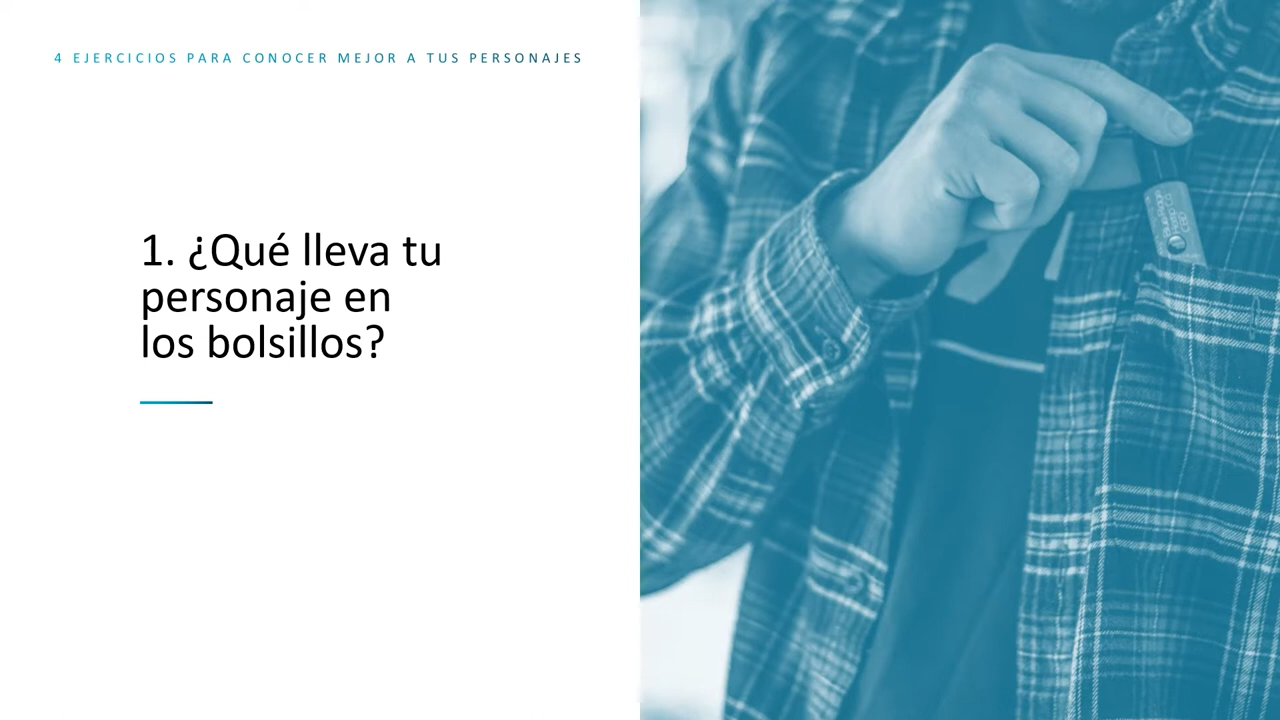 4 EJERCICIOS PARA CONOCER MEJOR A TUS PERSONAJES
1. ¿Qué lleva tu
personaje en
los bolsillos?